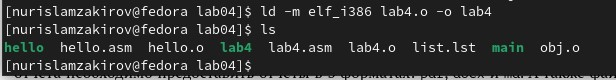 [nurislamzakirov@fedora lab04]$ ld -m elf_i386 lab4.o -o lab4
[nurislamzakirov@fedora lab04]$ ls
hello hello.asm hello.o lab4 lab4.asm lab4.o list.lst main obj.o
[nurislamzakirov@fedora lab04]$